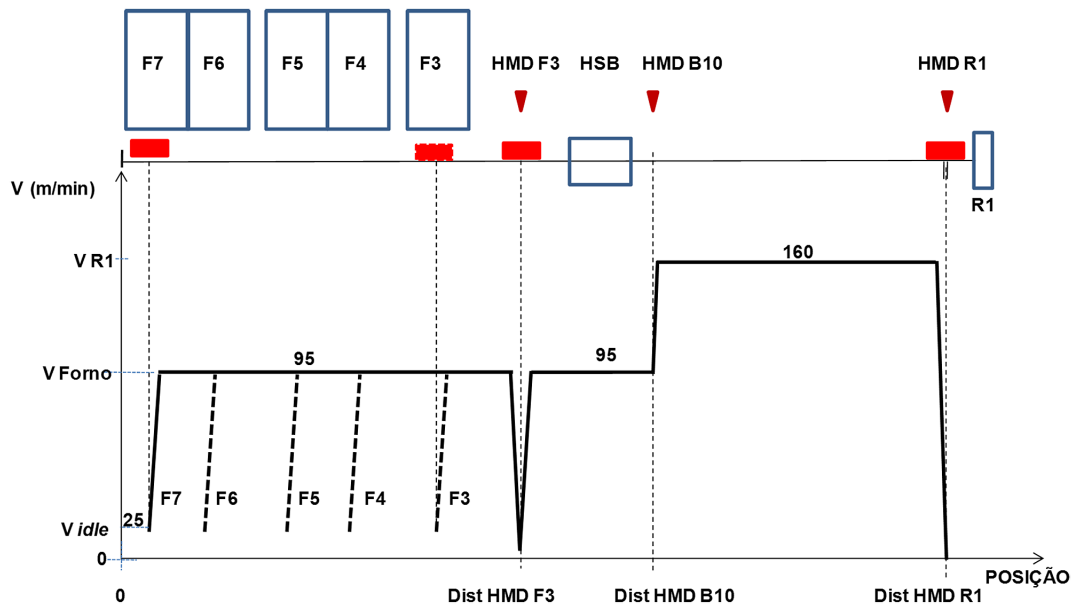 F7
F6
F5
F4
F3
HMD F3
HSB
HMD B10
HMD R1
V (m/min)
R1
V R1
160
95
95
V Forno
F7
F6
F5
F4
F3
25
V idle
0
POSIÇÃO
0
Dist HMD F3
Dist HMD B10
Dist HMD R1